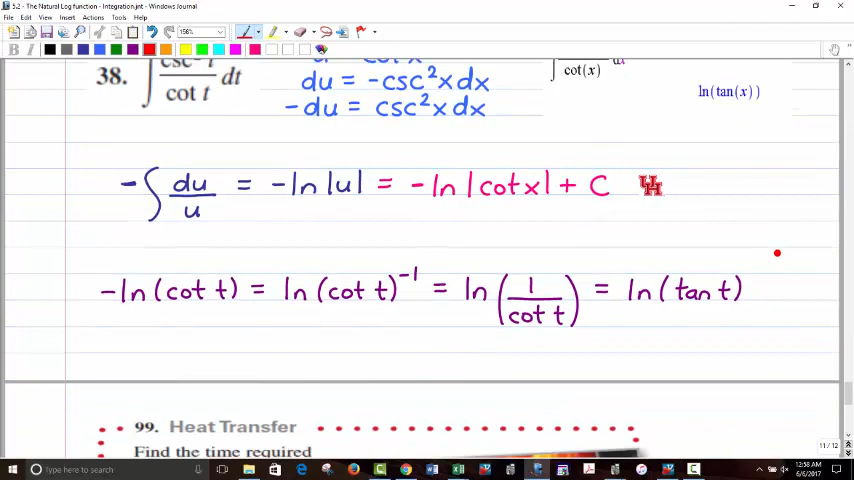 5.2 - The Natural Log function - Integration.jnt - Windows Journal
File Edit View Insert Actions Tools Help
156%
B I
38. ∫ csc² t / cot t dt
du = -csc²x dx
-du = csc²x dx
∫ cot(x)
ln(tan(x))
-∫ du/u = -ln|u| = -ln|cotx| + C
-ln(cot t) = ln(cot t)⁻¹ = ln(1/cot t) = ln(tan t)
99. Heat Transfer
Find the time required
11 / 12
Type here to search
12:58 AM
6/6/2017